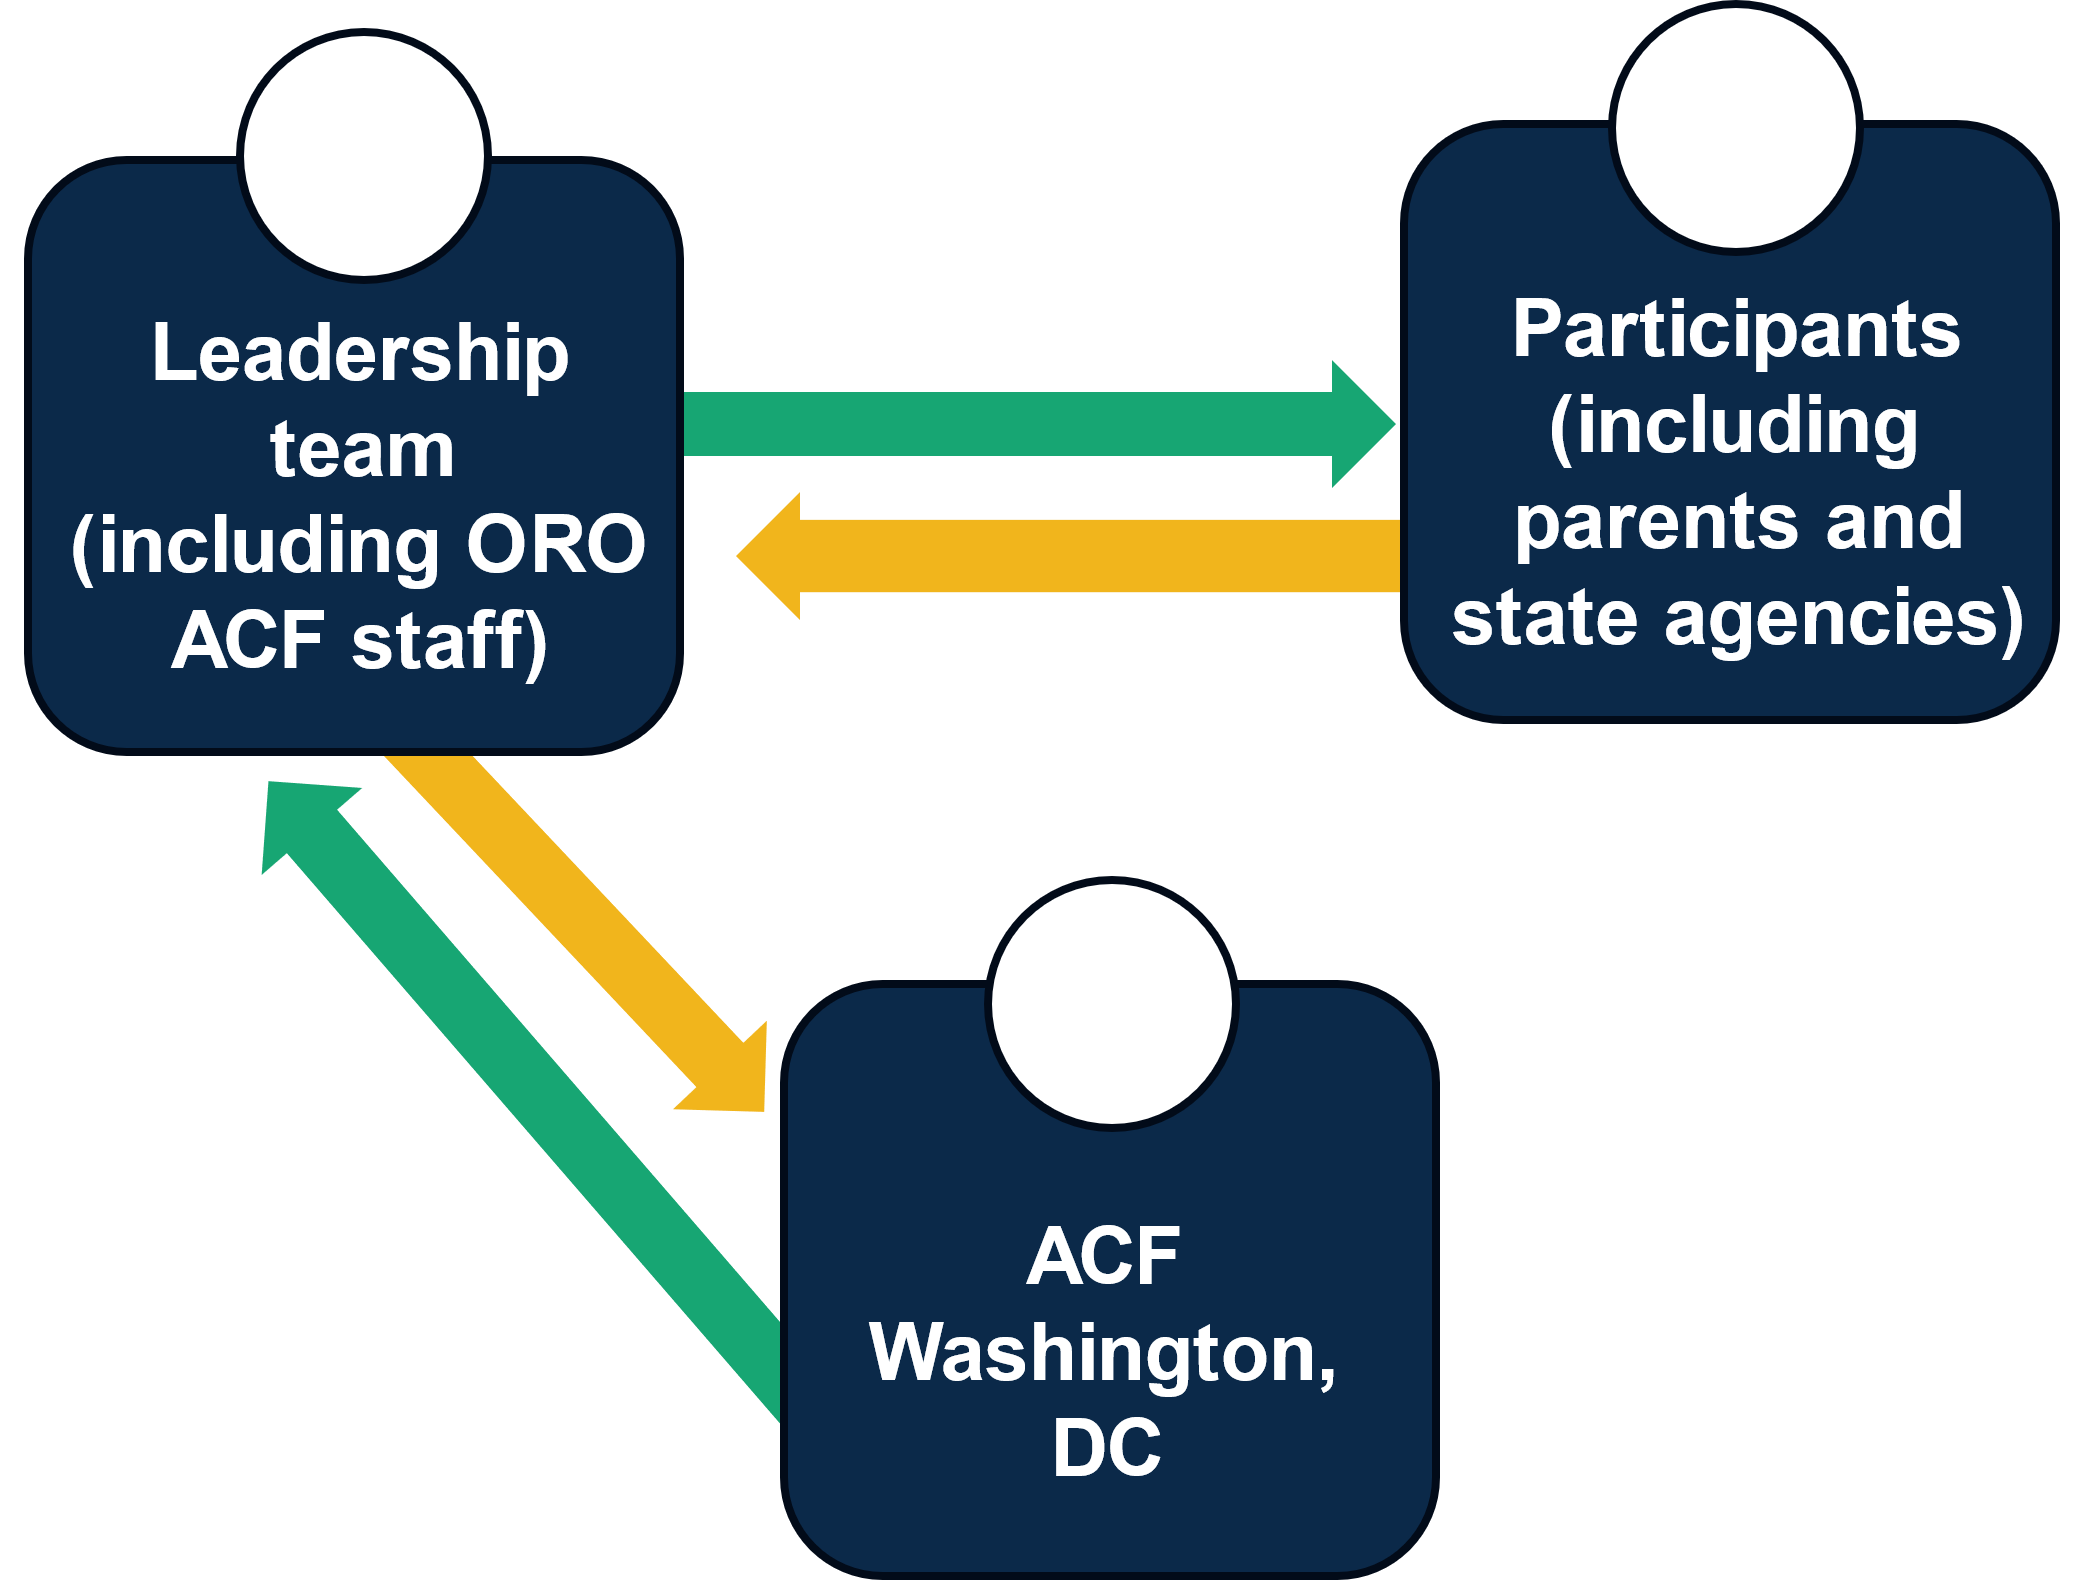 Leadership
team
(including ORO
ACF staff)
Participants
(including
parents and
state agencies)
ACF
Washington,
DC